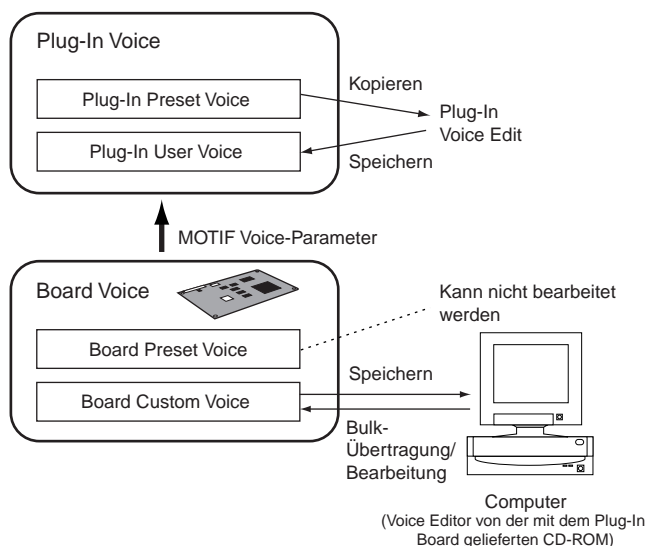 Plug-In Voice
Plug-In Preset Voice
Plug-In User Voice
Kopieren
Plug-In
Voice Edit
Speichern
MOTIF Voice-Parameter
Board Voice
Board Preset Voice
Board Custom Voice
Kann nicht bearbeitet
werden
Speichern
Bulk-
Übertragung/
Bearbeitung
Computer
(Voice Editor von der mit dem Plug-In
Board gelieferten CD-ROM)